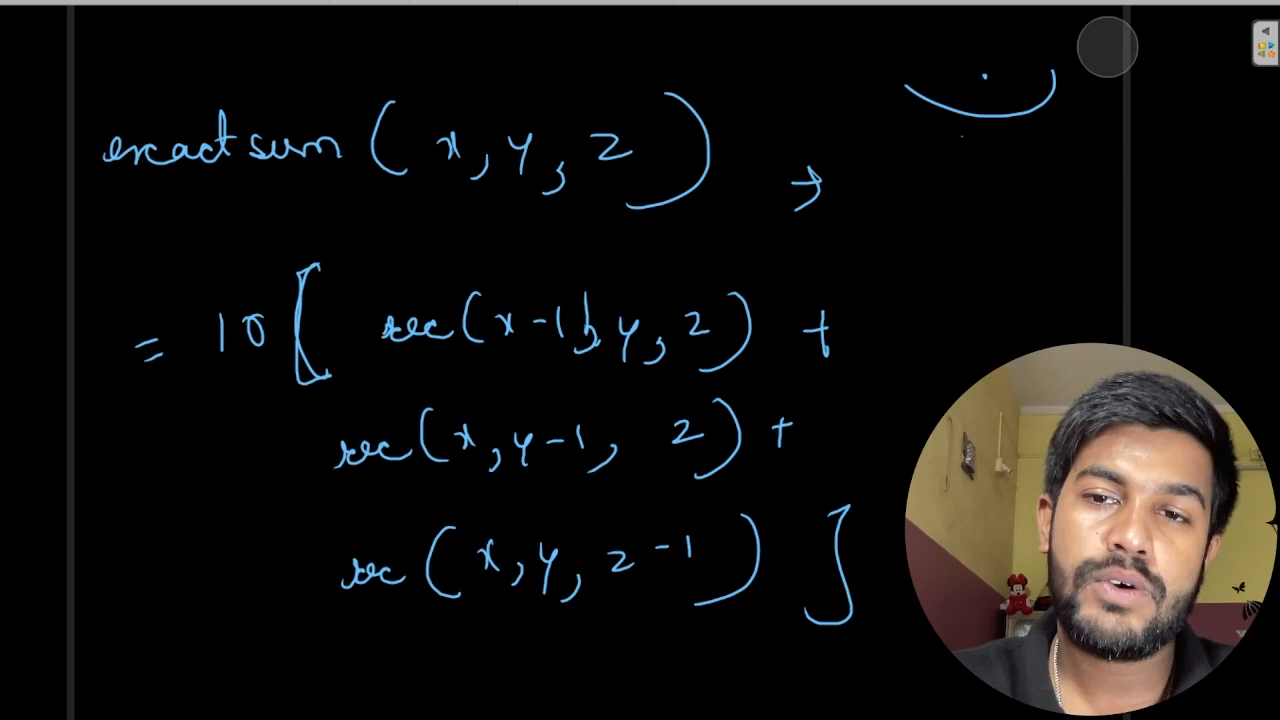 exactsum (x, y, z) →
= 10 [ rec(x-1, y, z) +
rec(x, y-1, z) +
rec(x, y, z-1) ]